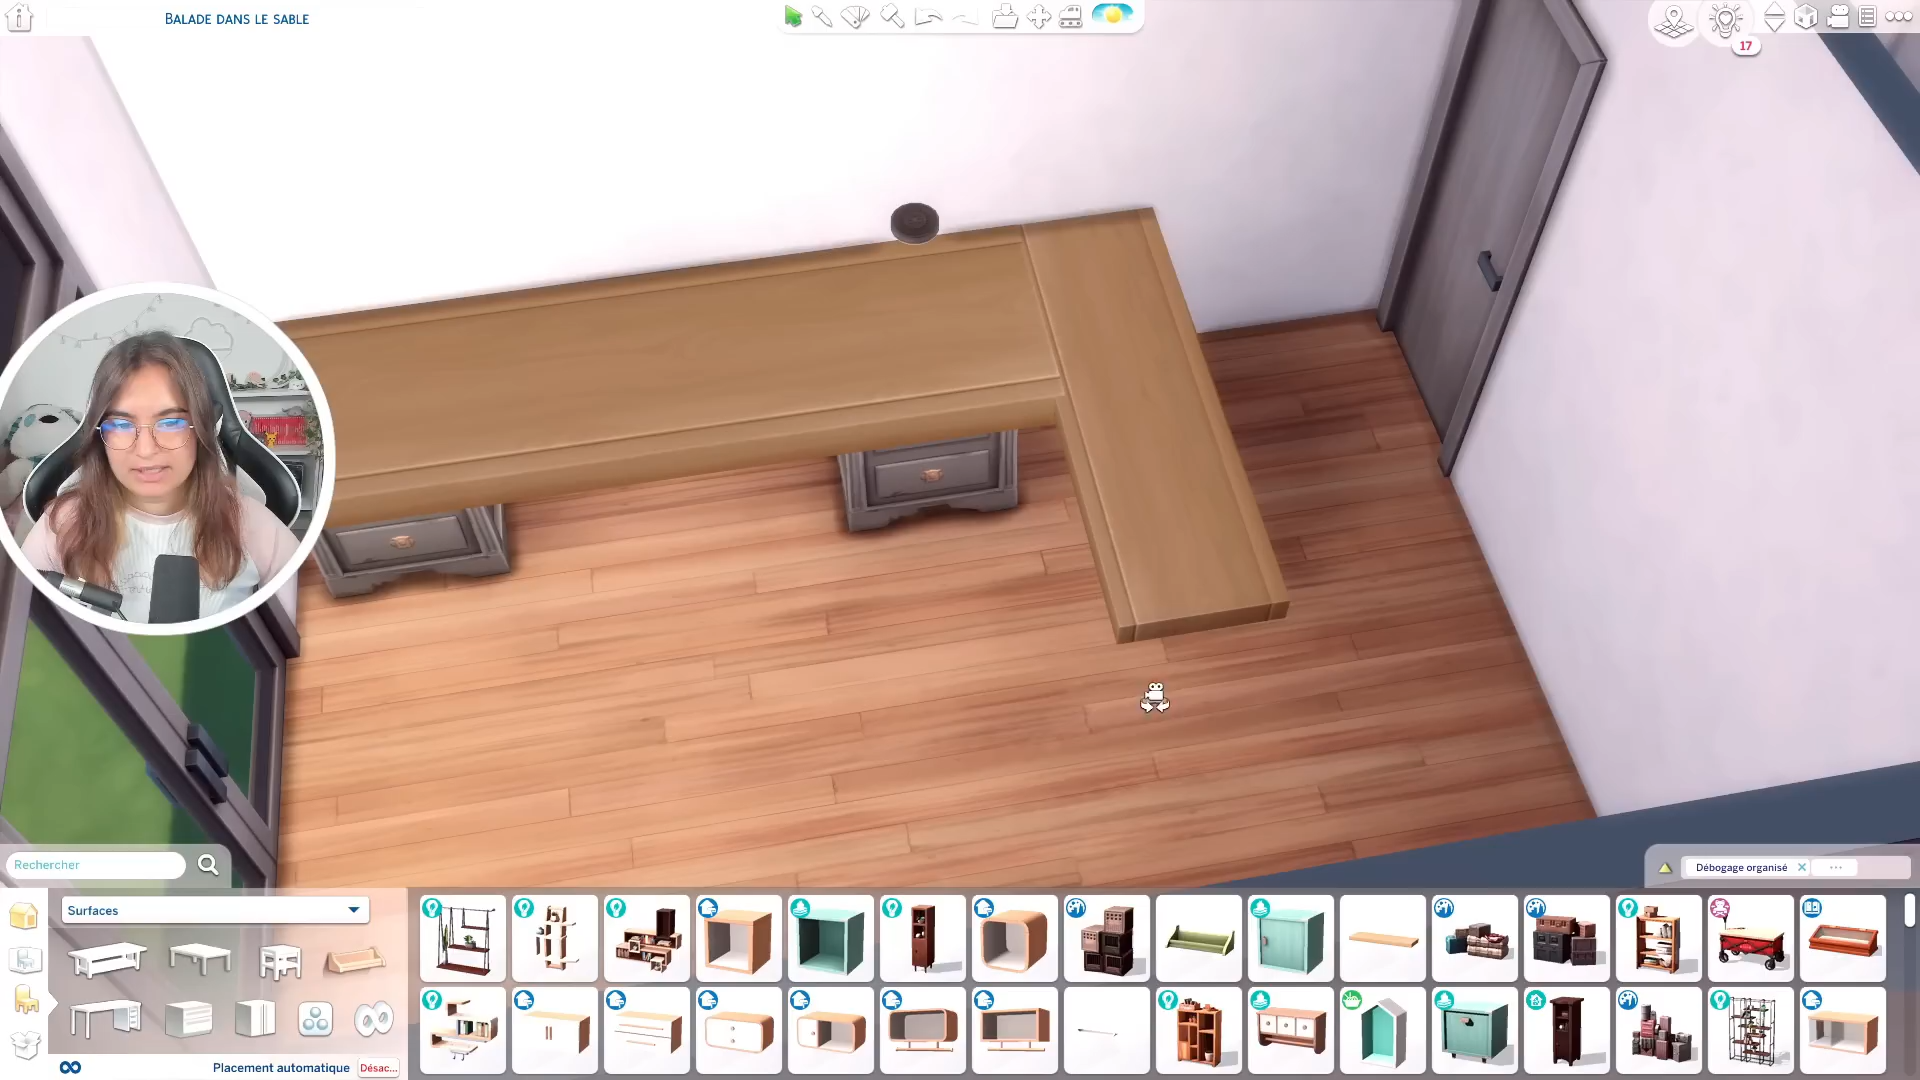 Balade dans le sable
17
Rechercher
Débogage organisé
Surfaces
Placement automatique
Désac...